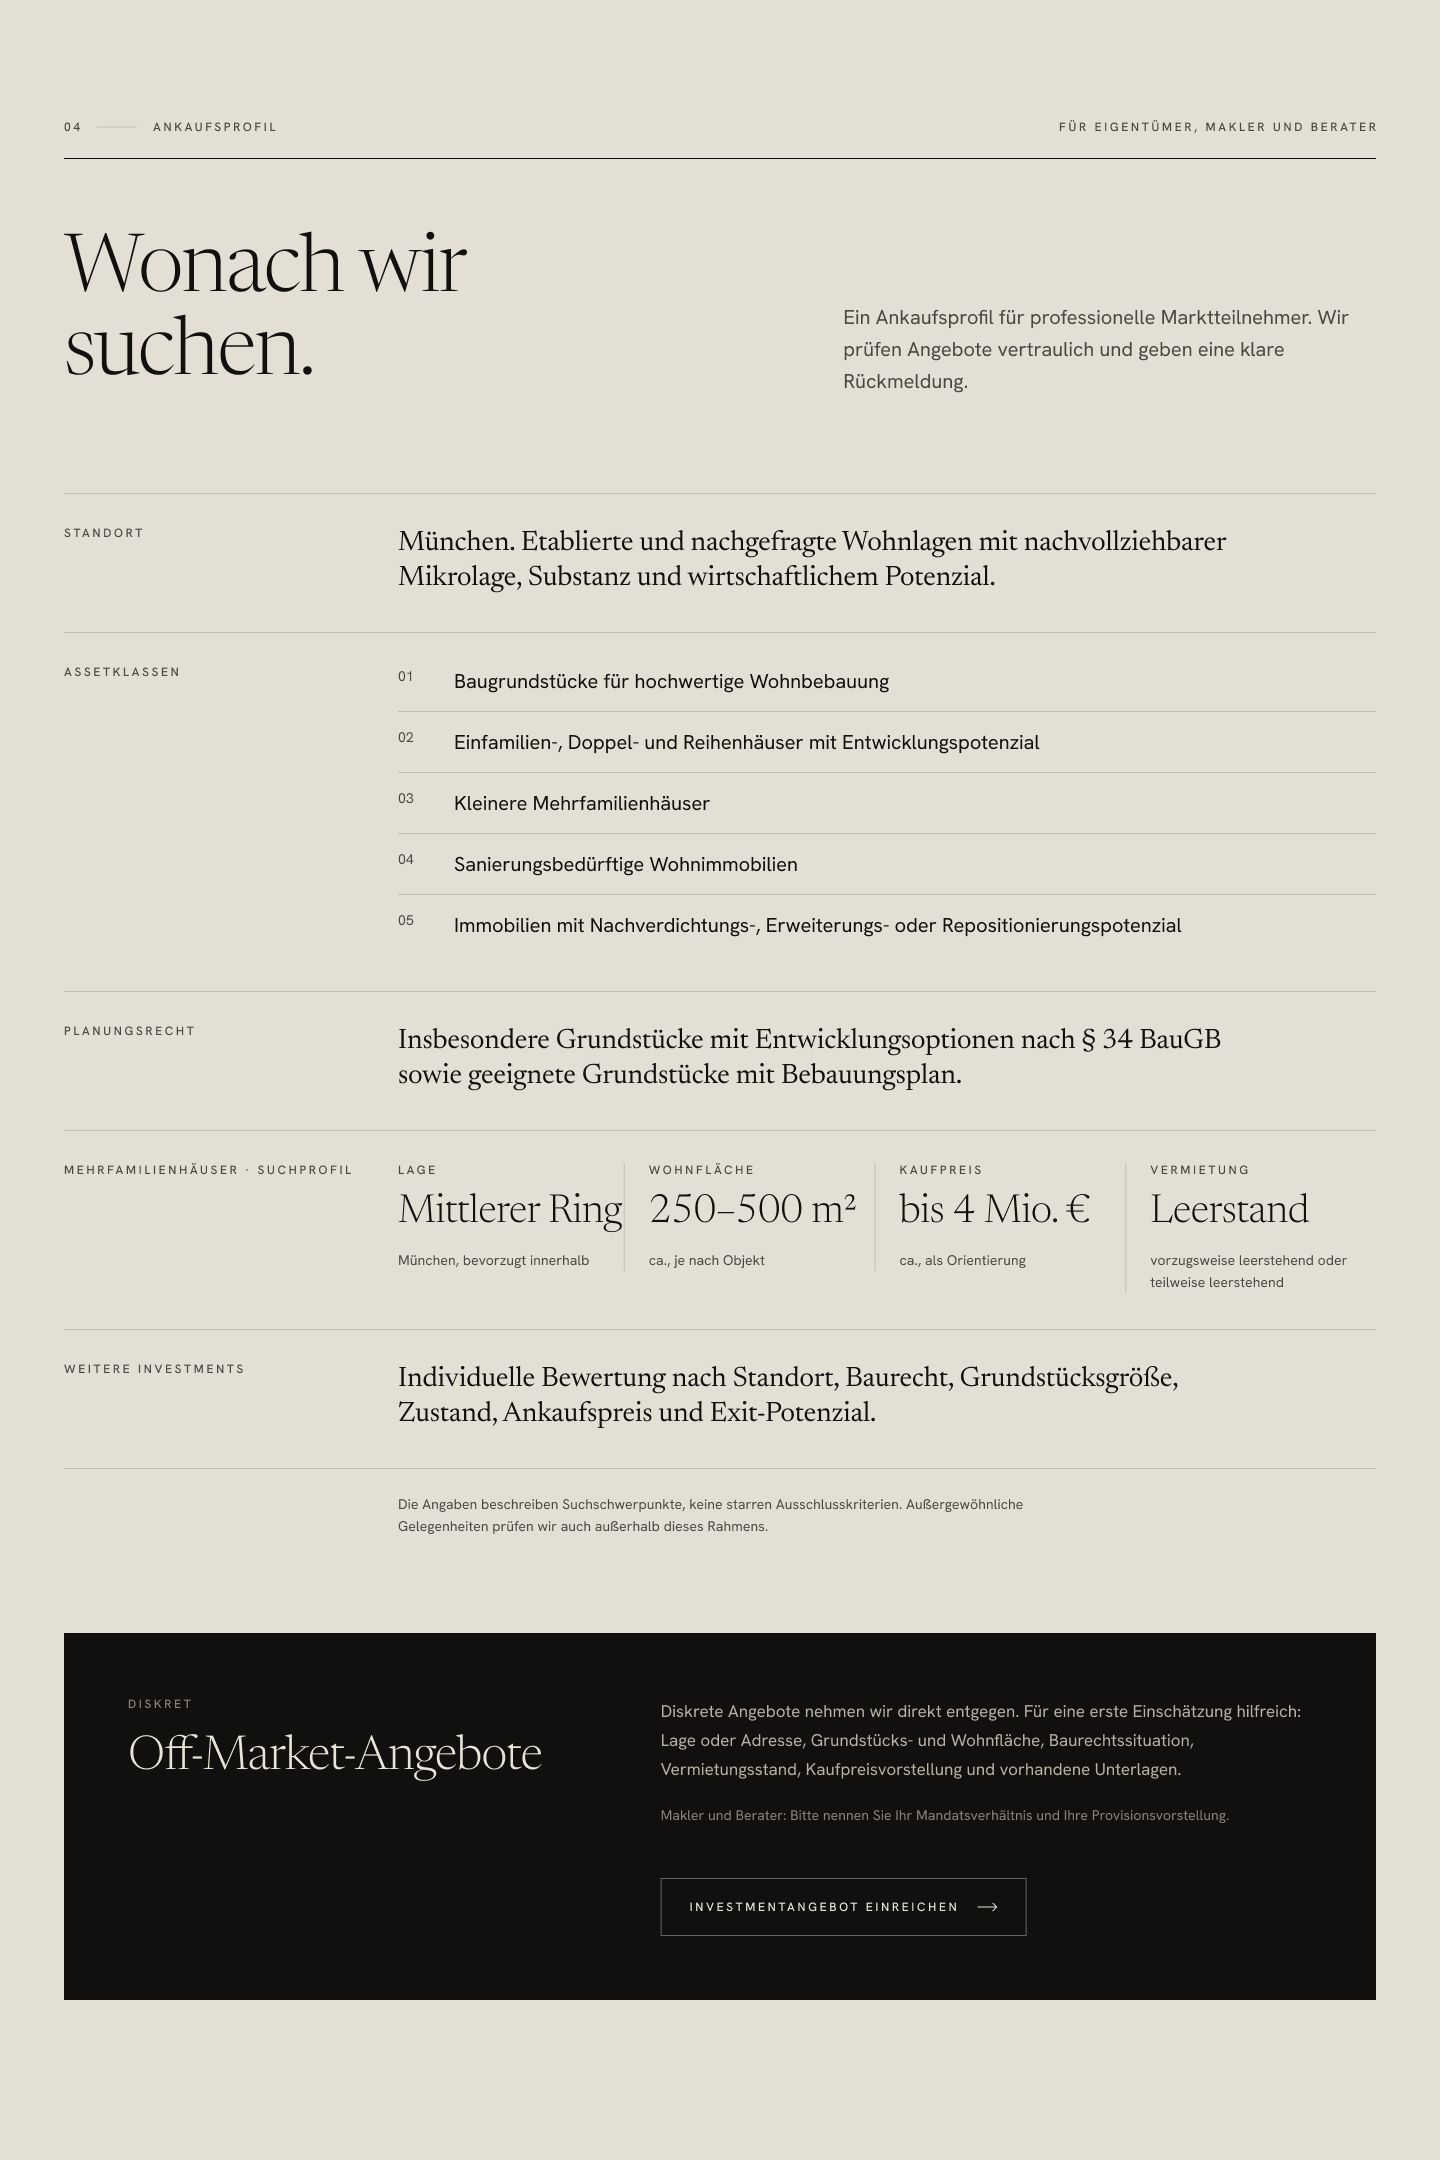 04 ANKAUFSPROFIL
FÜR EIGENTÜMER, MAKLER UND BERATER
Wonach wir
suchen.
Ein Ankaufsprofil für professionelle Marktteilnehmer. Wir
prüfen Angebote vertraulich und geben eine klare
Rückmeldung.
STANDORT
München. Etablierte und nachgefragte Wohnlagen mit nachvollziehbarer
Mikrolage, Substanz und wirtschaftlichem Potenzial.
ASSETKLASSEN
01 Baugrundstücke für hochwertige Wohnbebauung
02 Einfamilien-, Doppel- und Reihenhäuser mit Entwicklungspotenzial
03 Kleinere Mehrfamilienhäuser
04 Sanierungsbedürftige Wohnimmobilien
05 Immobilien mit Nachverdichtungs-, Erweiterungs- oder Repositionierungspotenzial
PLANUNGSRECHT
Insbesondere Grundstücke mit Entwicklungsoptionen nach § 34 BauGB
sowie geeignete Grundstücke mit Bebauungsplan.
MEHRFAMILIENHÄUSER · SUCHPROFIL
LAGE
Mittlerer Ring
München, bevorzugt innerhalb
WOHNFLÄCHE
250–500 m²
ca., je nach Objekt
KAUFPREIS
bis 4 Mio. €
ca., als Orientierung
VERMIETUNG
Leerstand
vorzugsweise leerstehend oder
teilweise leerstehend
WEITERE INVESTMENTS
Individuelle Bewertung nach Standort, Baurecht, Grundstücksgröße,
Zustand, Ankaufspreis und Exit-Potenzial.
Die Angaben beschreiben Suchschwerpunkte, keine starren Ausschlusskriterien. Außergewöhnliche
Gelegenheiten prüfen wir auch außerhalb dieses Rahmens.
DISKRET
Off-Market-Angebote
Diskrete Angebote nehmen wir direkt entgegen. Für eine erste Einschätzung hilfreich:
Lage oder Adresse, Grundstücks- und Wohnfläche, Baurechtssituation,
Vermietungsstand, Kaufpreisvorstellung und vorhandene Unterlagen.
Makler und Berater: Bitte nennen Sie Ihr Mandatsverhältnis und Ihre Provisionsvorstellung.
INVESTMENTANGEBOT EINREICHEN →